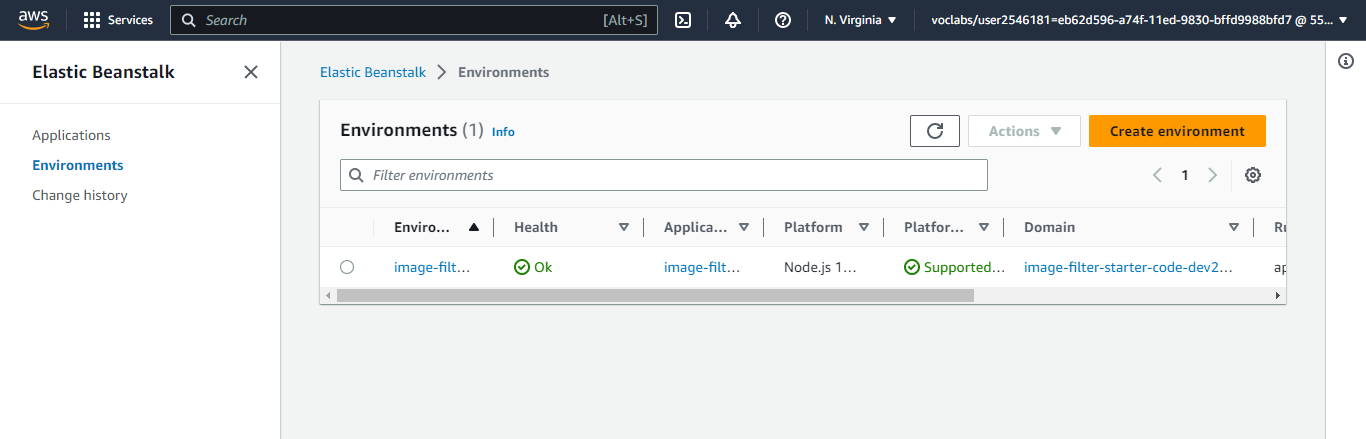 aws Services Search [Alt+S] N. Virginia voclabs/user2546181=eb62d596-a74f-11ed-9830-bffd9988bfd7 @ 55...
Elastic Beanstalk
Applications
Environments
Change history
Elastic Beanstalk Environments
Environments (1) Info Actions Create environment
Filter environments 1
Enviro... Health Applica... Platform Platfor... Domain Ru
image-filt... Ok image-filt... Node.js 1... Supported... image-filter-starter-code-dev2... ap